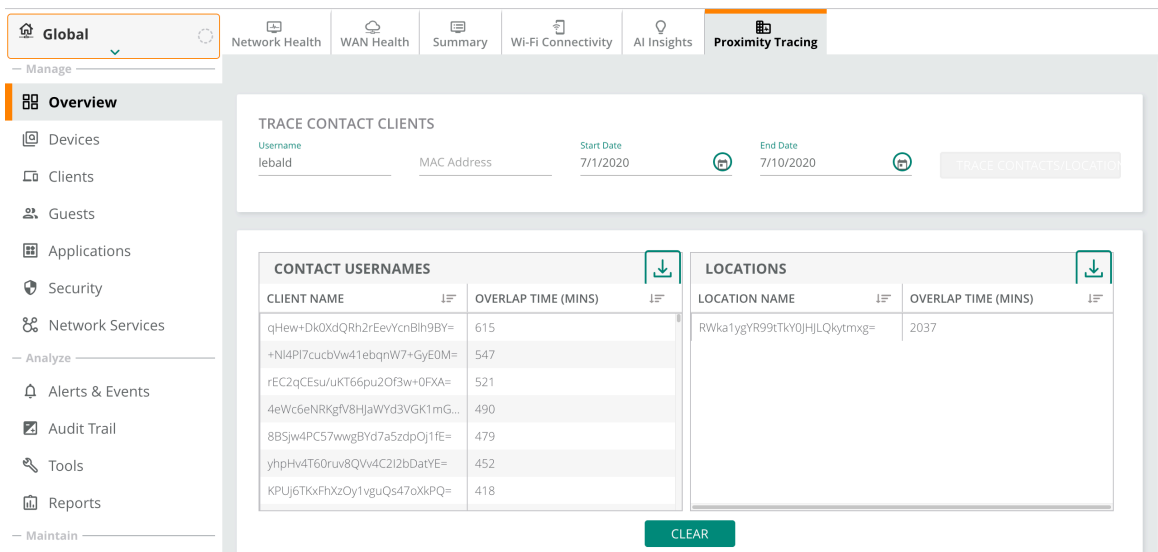 Global
Network Health
WAN Health
Summary
Wi-Fi Connectivity
AI Insights
Proximity Tracing
Manage
Overview
Devices
Clients
Guests
Applications
Security
Network Services
Analyze
Alerts & Events
Audit Trail
Tools
Reports
Maintain
TRACE CONTACT CLIENTS
Username
lebald
MAC Address
Start Date
7/1/2020
End Date
7/10/2020
TRACE CONTACTS/LOCATION
CONTACT USERNAMES
CLIENT NAME OVERLAP TIME (MINS)
qHew+Dk0XdQRh2rEevYcnBlh9BY= 615
+Nl4Pl7cucbVw41ebqnW7+GyE0M= 547
rEC2qCEsu/uKT66pu2Of3w+0FXA= 521
4eWc6eNRKgfV8HJaWYd3VGK1mG... 490
8BSjw4PC57wwgBYd7a5zdpOj1fE= 479
yhpHv4T60ruv8QVv4C2I2bDatYE= 452
KPUj6TKxFhXzOy1vguQs47oXkPQ= 418
LOCATIONS
LOCATION NAME OVERLAP TIME (MINS)
RWka1ygYR99tTkY0JHJLQkytmxg= 2037
CLEAR